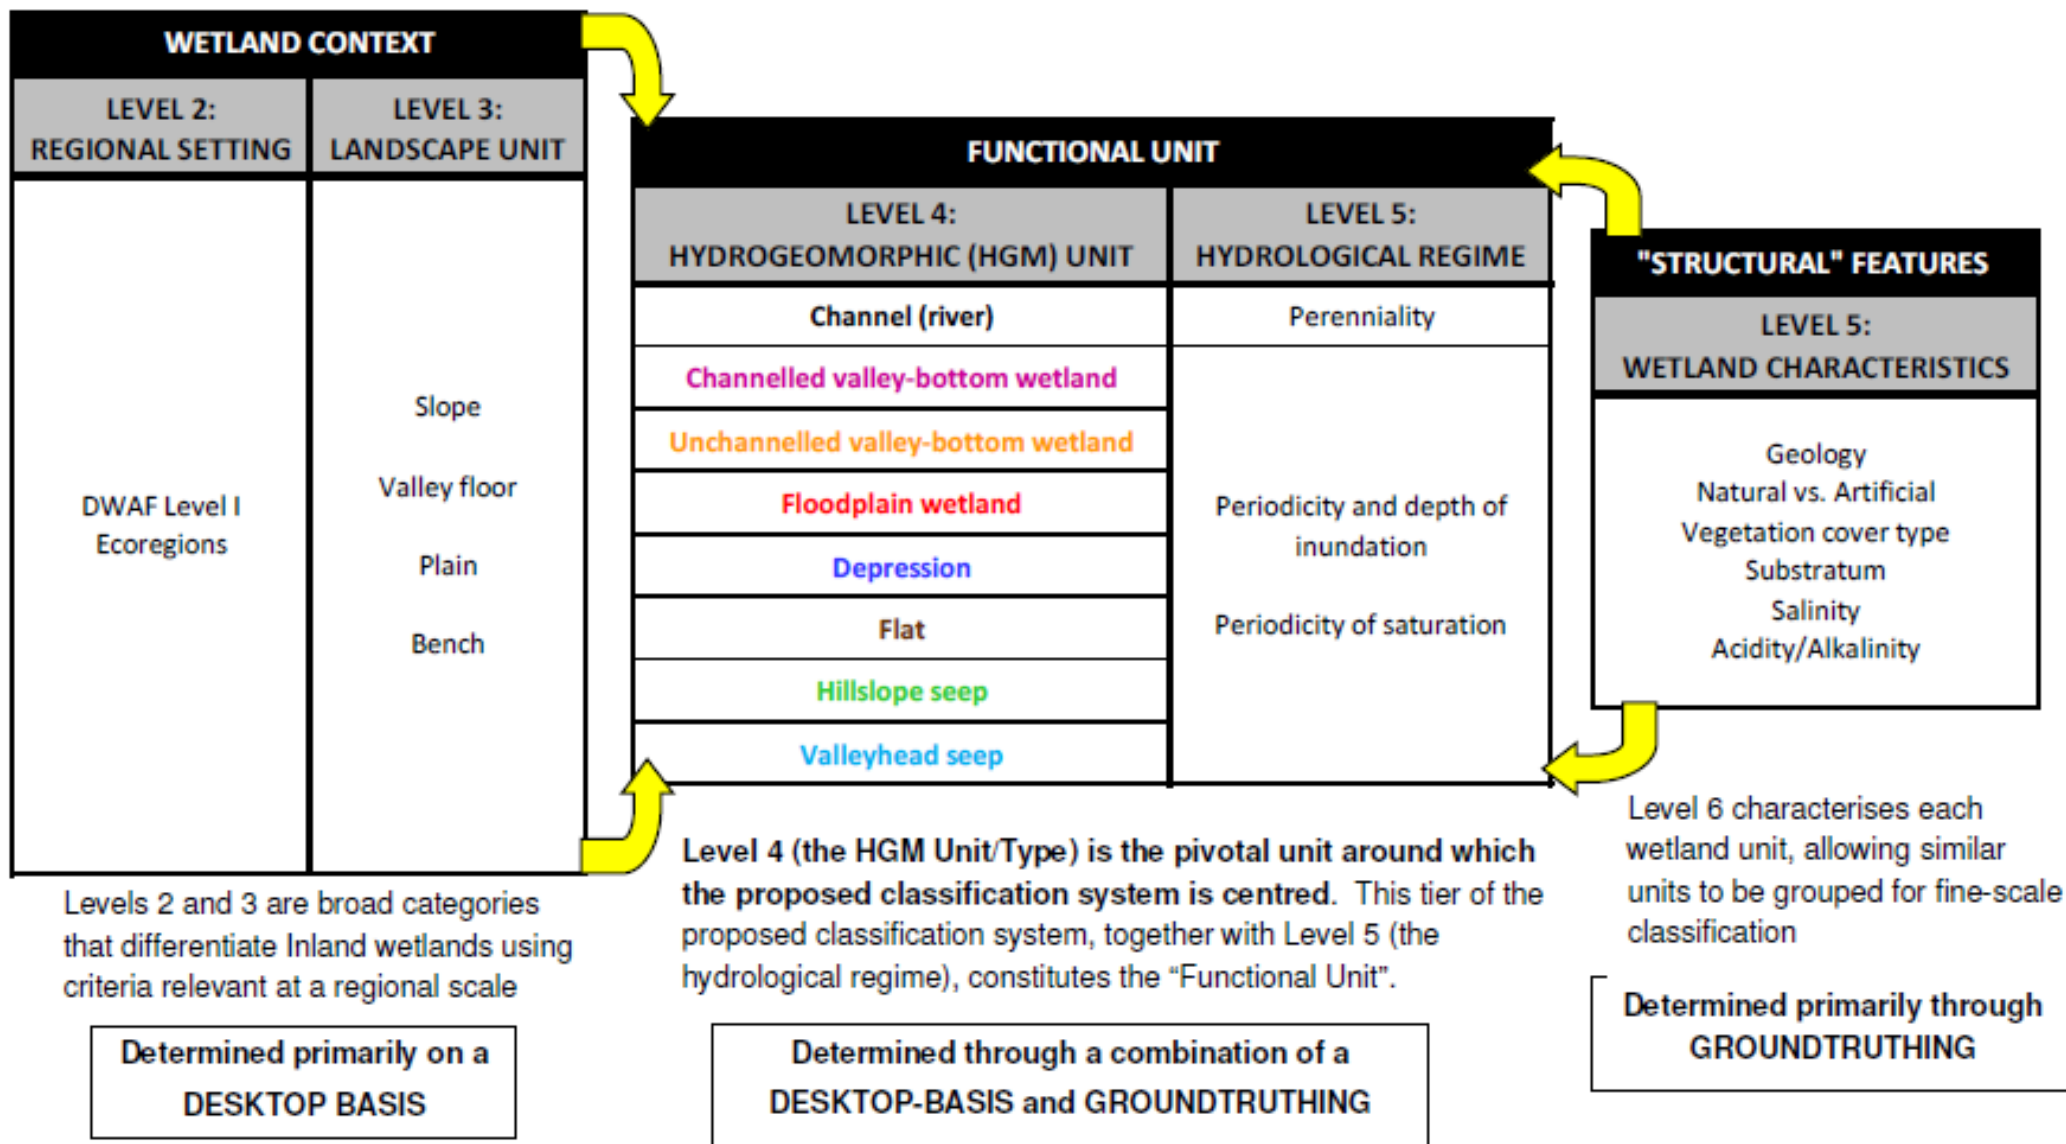 WETLAND CONTEXT
LEVEL 2:
REGIONAL SETTING
LEVEL 3:
LANDSCAPE UNIT
DWAF Level I
Ecoregions
Slope
Valley floor
Plain
Bench
Levels 2 and 3 are broad categories
that differentiate Inland wetlands using
criteria relevant at a regional scale
Determined primarily on a
DESKTOP BASIS
FUNCTIONAL UNIT
LEVEL 4:
HYDROGEOMORPHIC (HGM) UNIT
LEVEL 5:
HYDROLOGICAL REGIME
Channel (river)
Perenniality
Channelled valley-bottom wetland
Unchannelled valley-bottom wetland
Floodplain wetland
Depression
Flat
Hillslope seep
Valleyhead seep
Periodicity and depth of
inundation
Periodicity of saturation
Level 4 (the HGM Unit/Type) is the pivotal unit around which
the proposed classification system is centred. This tier of the
proposed classification system, together with Level 5 (the
hydrological regime), constitutes the “Functional Unit”.
Determined through a combination of a
DESKTOP-BASIS and GROUNDTRUTHING
"STRUCTURAL" FEATURES
LEVEL 5:
WETLAND CHARACTERISTICS
Geology
Natural vs. Artificial
Vegetation cover type
Substratum
Salinity
Acidity/Alkalinity
Level 6 characterises each
wetland unit, allowing similar
units to be grouped for fine-scale
classification
Determined primarily through
GROUNDTRUTHING